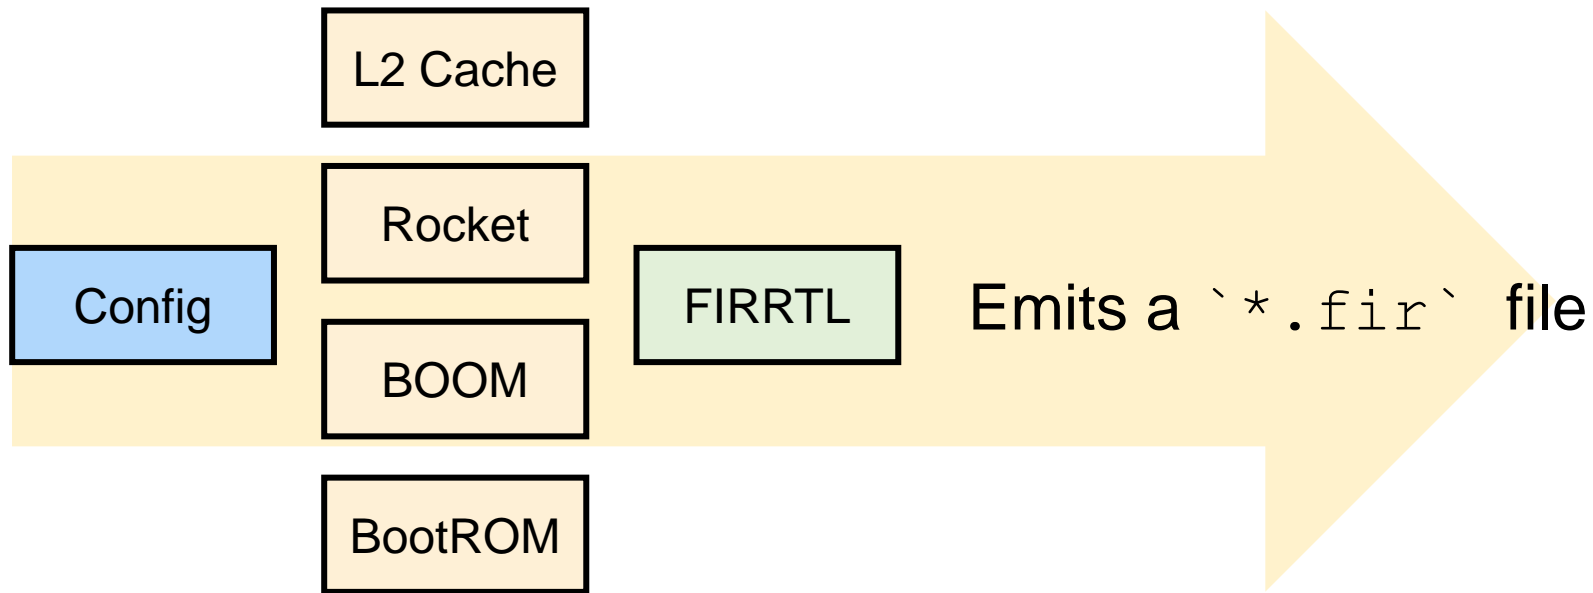 L2 Cache
Rocket
Config
FIRRTL
Emits a `*.fir` file
BOOM
BootROM